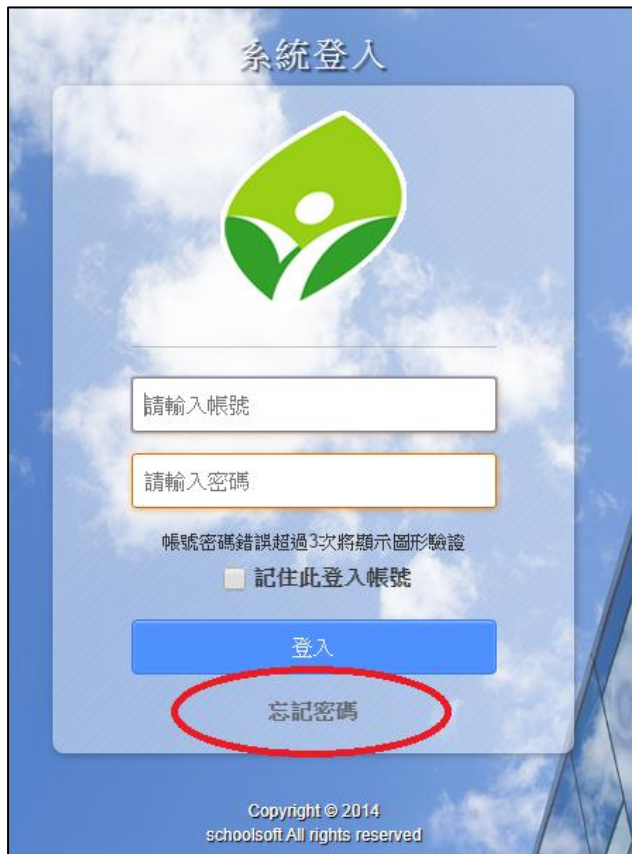 系統登入
請輸入帳號
請輸入密碼
帳號密碼錯誤超過3次將顯示圖形驗證
記住此登入帳號
登入
忘記密碼
Copyright © 2014
schoolsoft All rights reserved